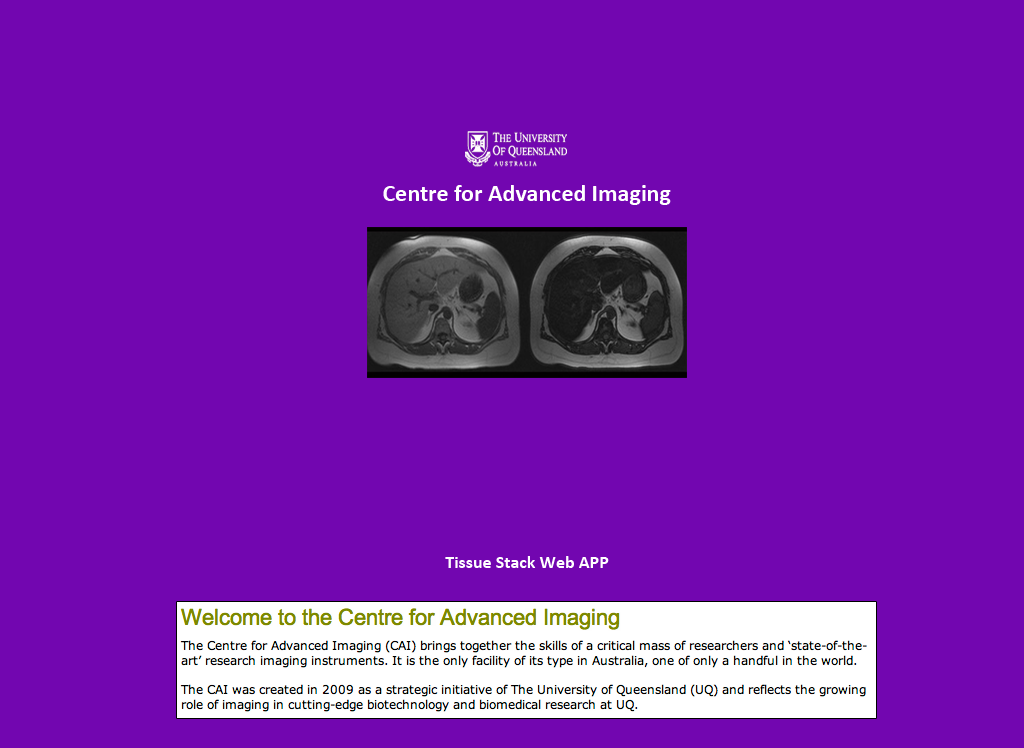 THE UNIVERSITY
OF QUEENSLAND
AUSTRALIA
Centre for Advanced Imaging
Tissue Stack Web APP
Welcome to the Centre for Advanced Imaging
The Centre for Advanced Imaging (CAI) brings together the skills of a critical mass of researchers and ‘state-of-the-
art’ research imaging instruments. It is the only facility of its type in Australia, one of only a handful in the world.
The CAI was created in 2009 as a strategic initiative of The University of Queensland (UQ) and reflects the growing
role of imaging in cutting-edge biotechnology and biomedical research at UQ.